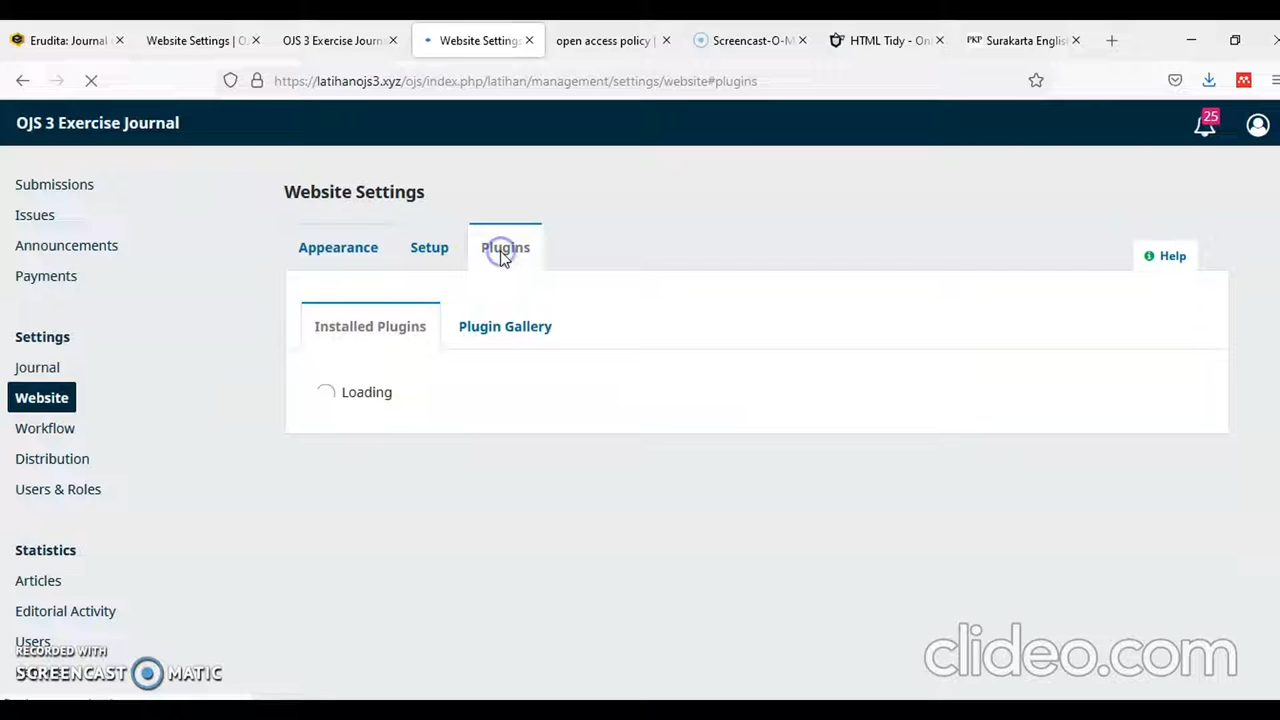 Erudita: Journal
Website Settings | O
OJS 3 Exercise Journ
Website Settings
open access policy |
Screencast-O-M
HTML Tidy - Onl
PKP Surakarta English
https://latihanojs3.xyz/ojs/index.php/latihan/management/settings/website#plugins
OJS 3 Exercise Journal
25
Submissions
Issues
Announcements
Payments
Settings
Journal
Website
Workflow
Distribution
Users & Roles
Statistics
Articles
Editorial Activity
Users
Website Settings
Appearance
Setup
Plugins
Help
Installed Plugins
Plugin Gallery
Loading
RECORDED WITH
SCREENCAST MATIC
clideo.com